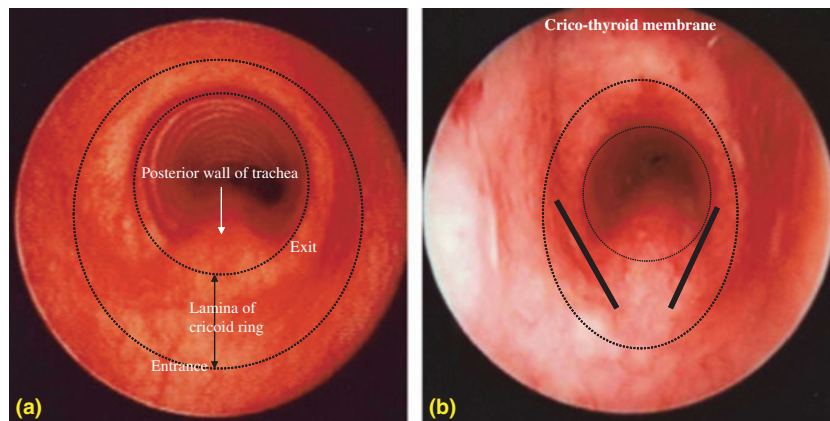 Posterior wall of trachea
Exit
Lamina of
cricoid ring
Entrance
(a)
Crico-thyroid membrane
(b)